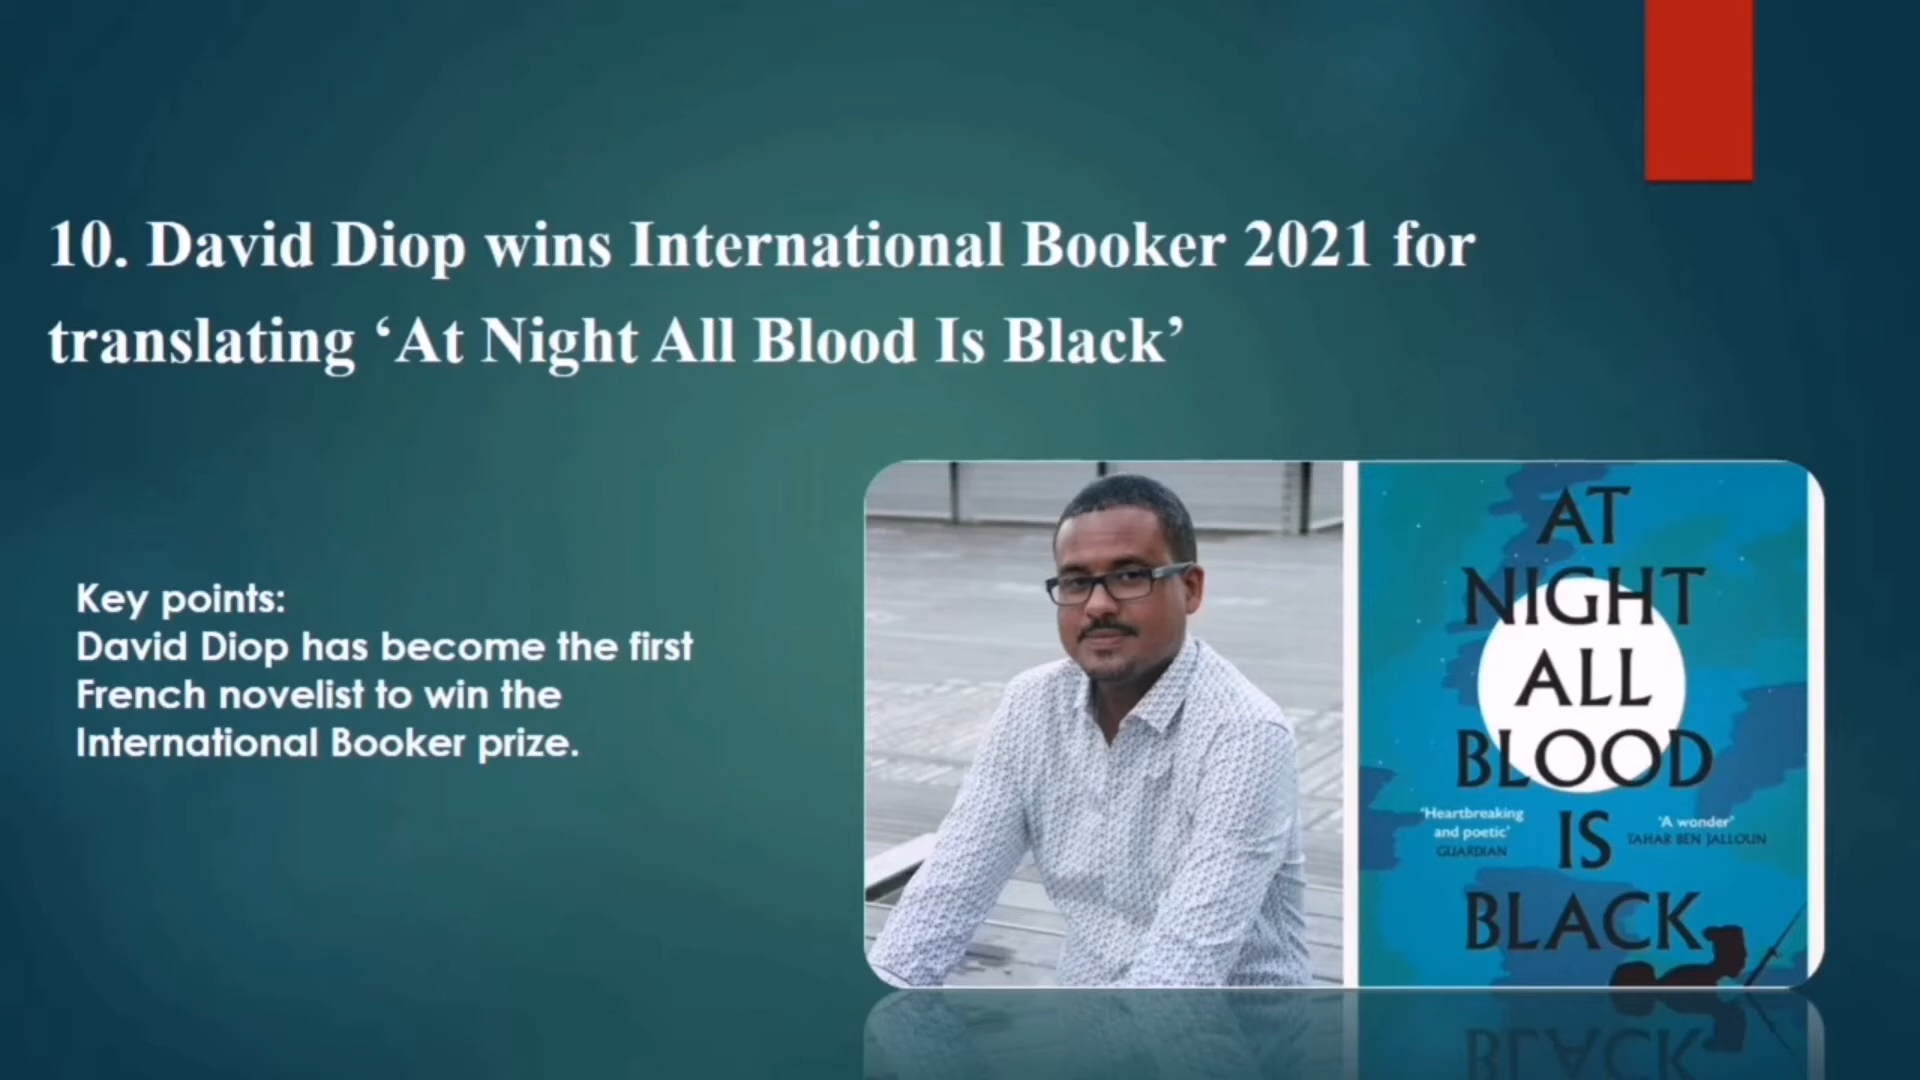 10. David Diop wins International Booker 2021 for
translating ‘At Night All Blood Is Black’
Key points:
David Diop has become the first
French novelist to win the
International Booker prize.
AT
NIGHT
ALL
BLOOD
IS
BLACK
‘Heartbreaking
and poetic’
GUARDIAN
‘A wonder’
TAHAR BEN JALLOUN
BLACK